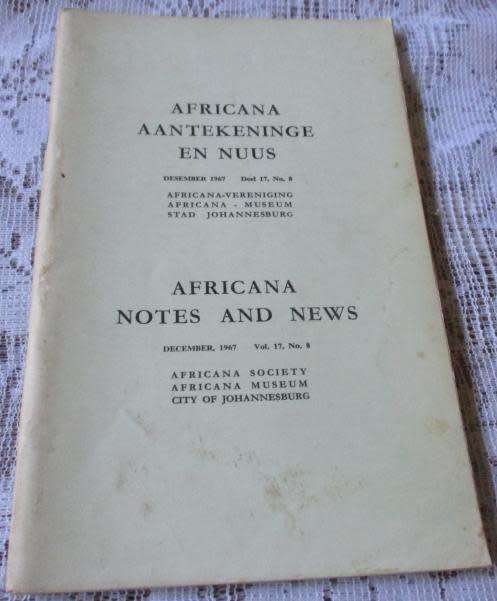 AFRICANA
AANTEKENINGE
EN NUUS
DESEMBER 1967 Deel 17, No. 8
AFRICANA-VERENIGING
AFRICANA - MUSEUM
STAD JOHANNESBURG
AFRICANA
NOTES AND NEWS
DECEMBER, 1967 Vol. 17, No. 8
AFRICANA SOCIETY
AFRICANA MUSEUM
CITY OF JOHANNESBURG